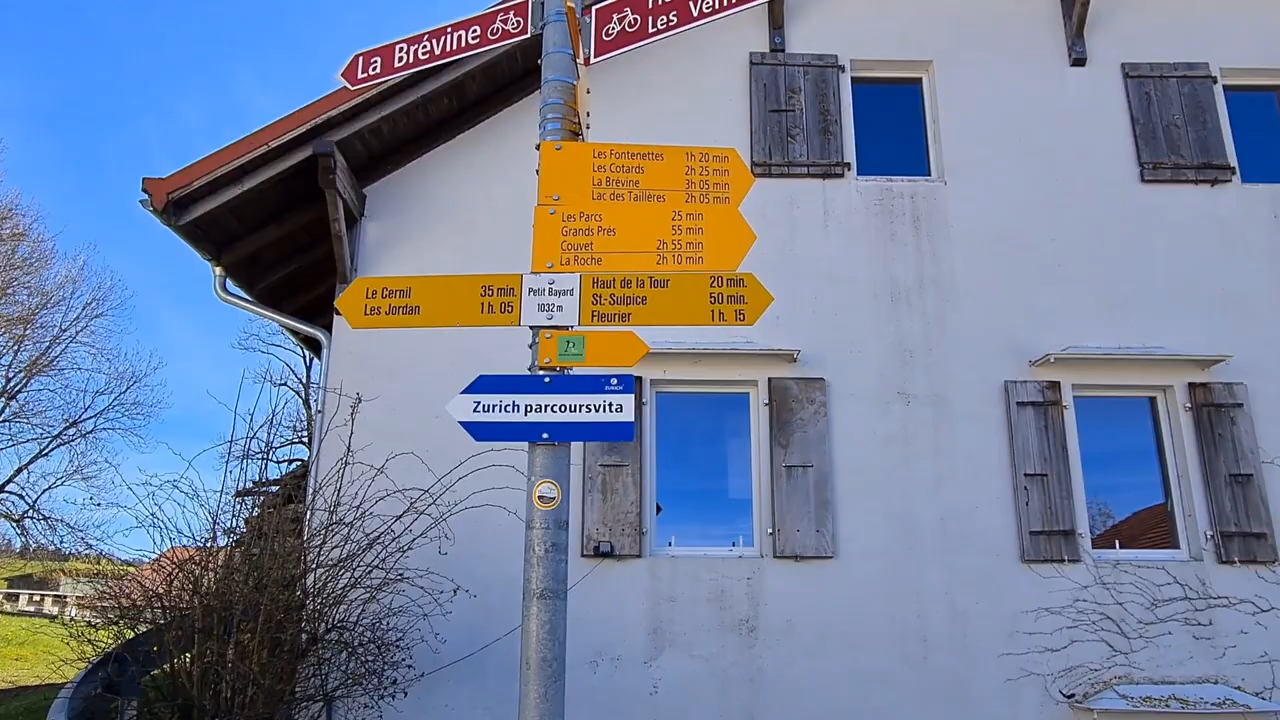 La Brévine
Les
Les Fontenettes 1h 20 min
Les Cotards 2h 25 min
La Brévine 3h 05 min
Lac des Taillères 2h 05 min
Les Parcs 25 min
Grands Prés 55 min
Couvet 2h 55 min
La Roche 2h 10 min
Le Cernil 35 min.
Les Jordan 1 h. 05
Petit Bayard
1032 m
Haut de la Tour 20 min.
St.-Sulpice 50 min.
Fleurier 1 h. 15
ZURICH
Zurich parcoursvita